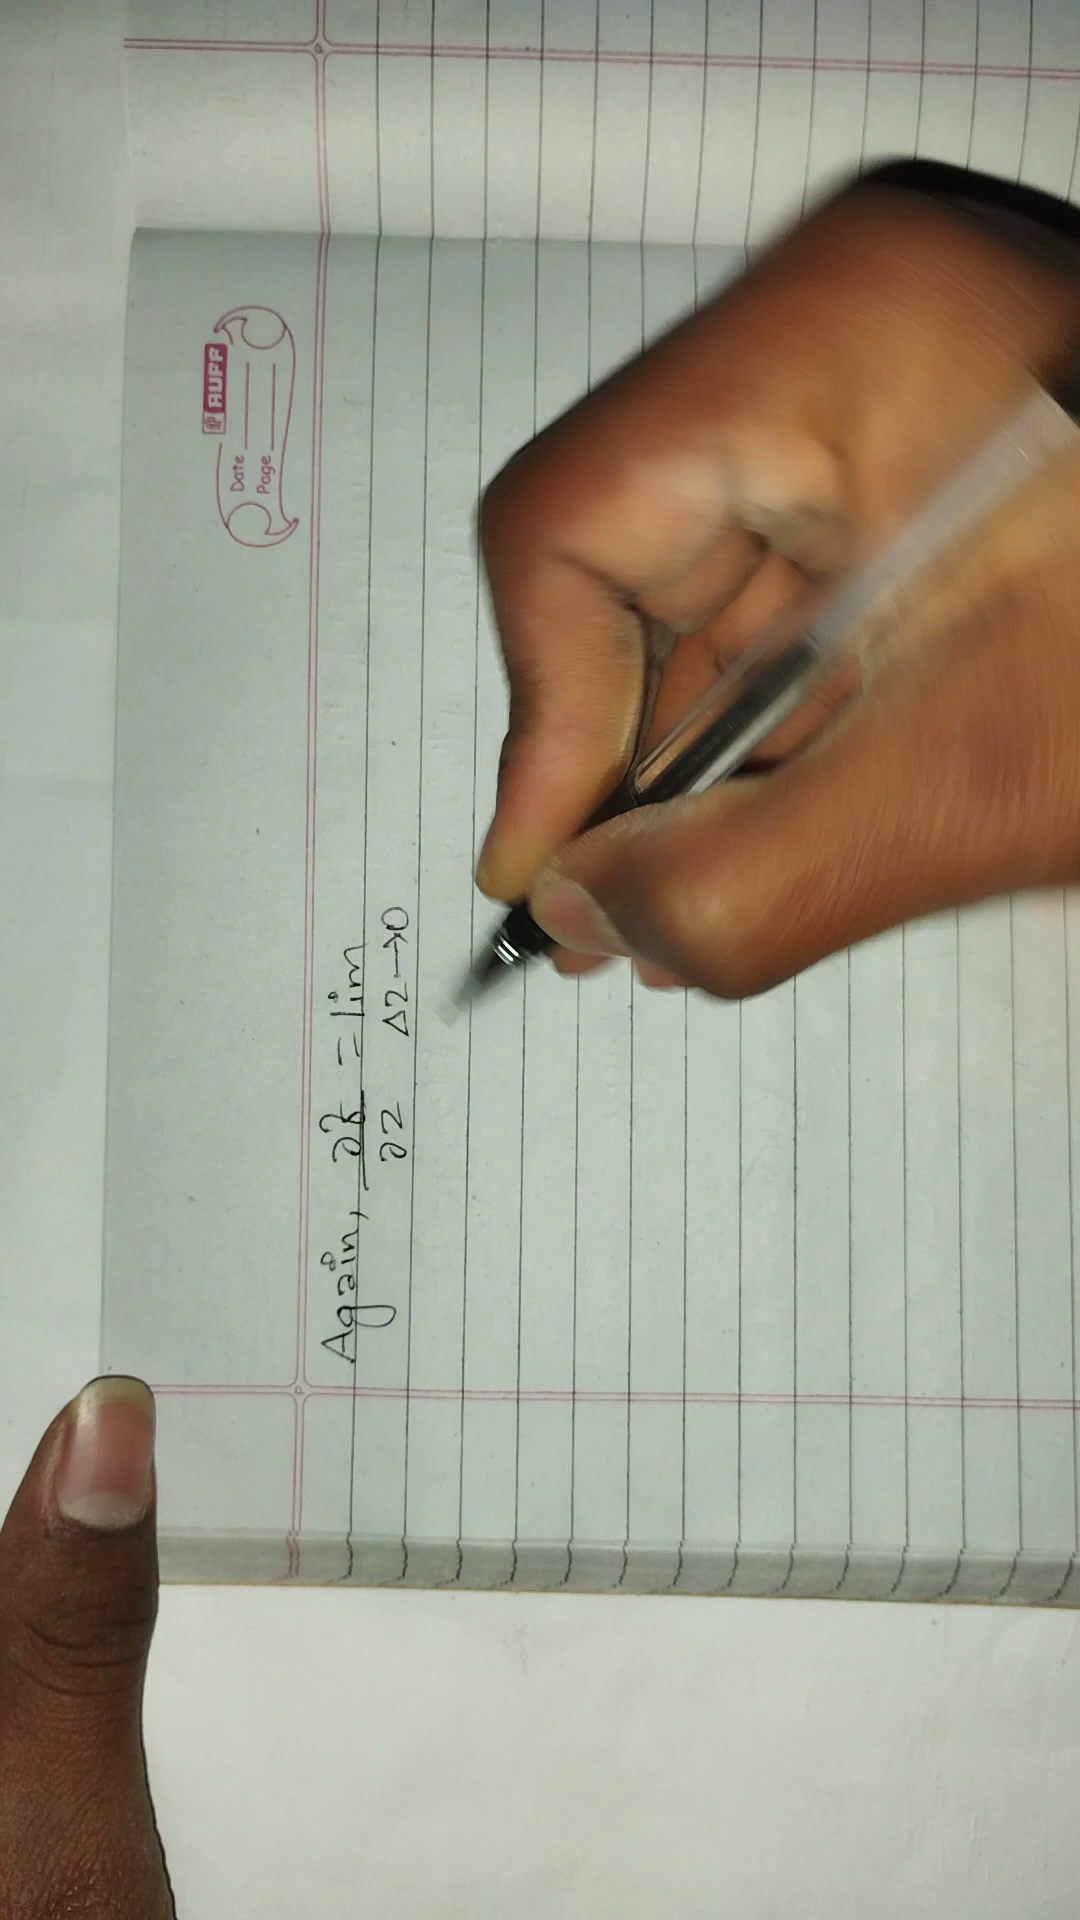 RUFF
Date
Page
Again, ∂f = lim
∂z Δz→0